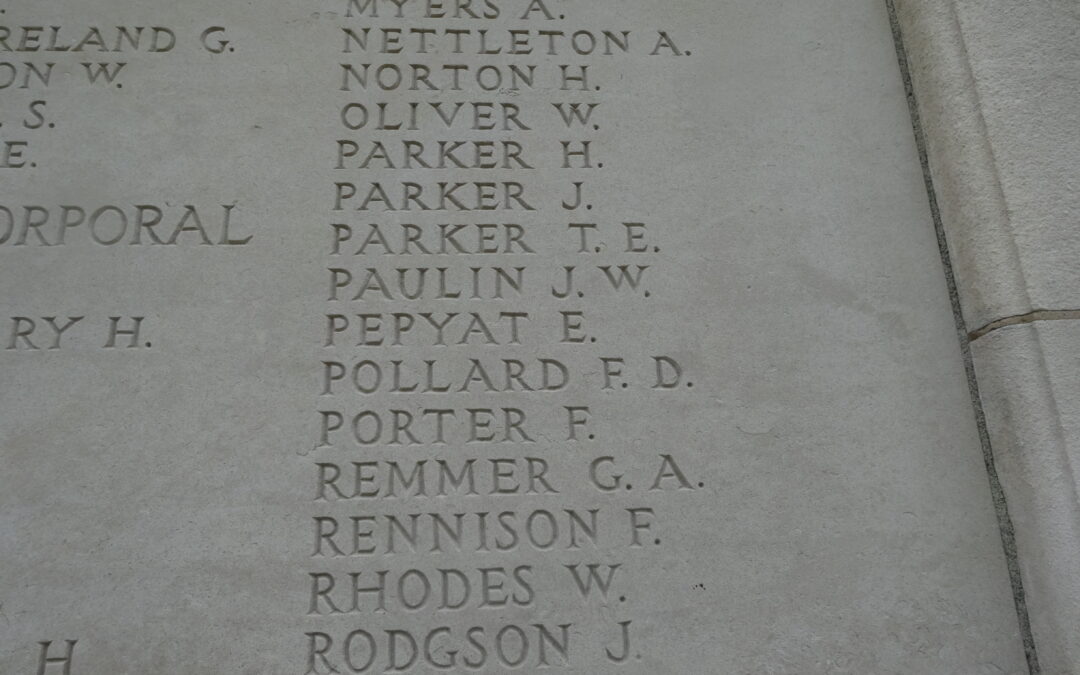 RELAND G.
ON W.
S.
E.
ORPORAL
RY H.
H
MYERS A.
NETTLETON A.
NORTON H.
OLIVER W.
PARKER H.
PARKER J.
PARKER T. E.
PAULIN J. W.
PEPYAT E.
POLLARD F. D.
PORTER F.
REMMER G. A.
RENNISON F.
RHODES W.
RODGSON J.